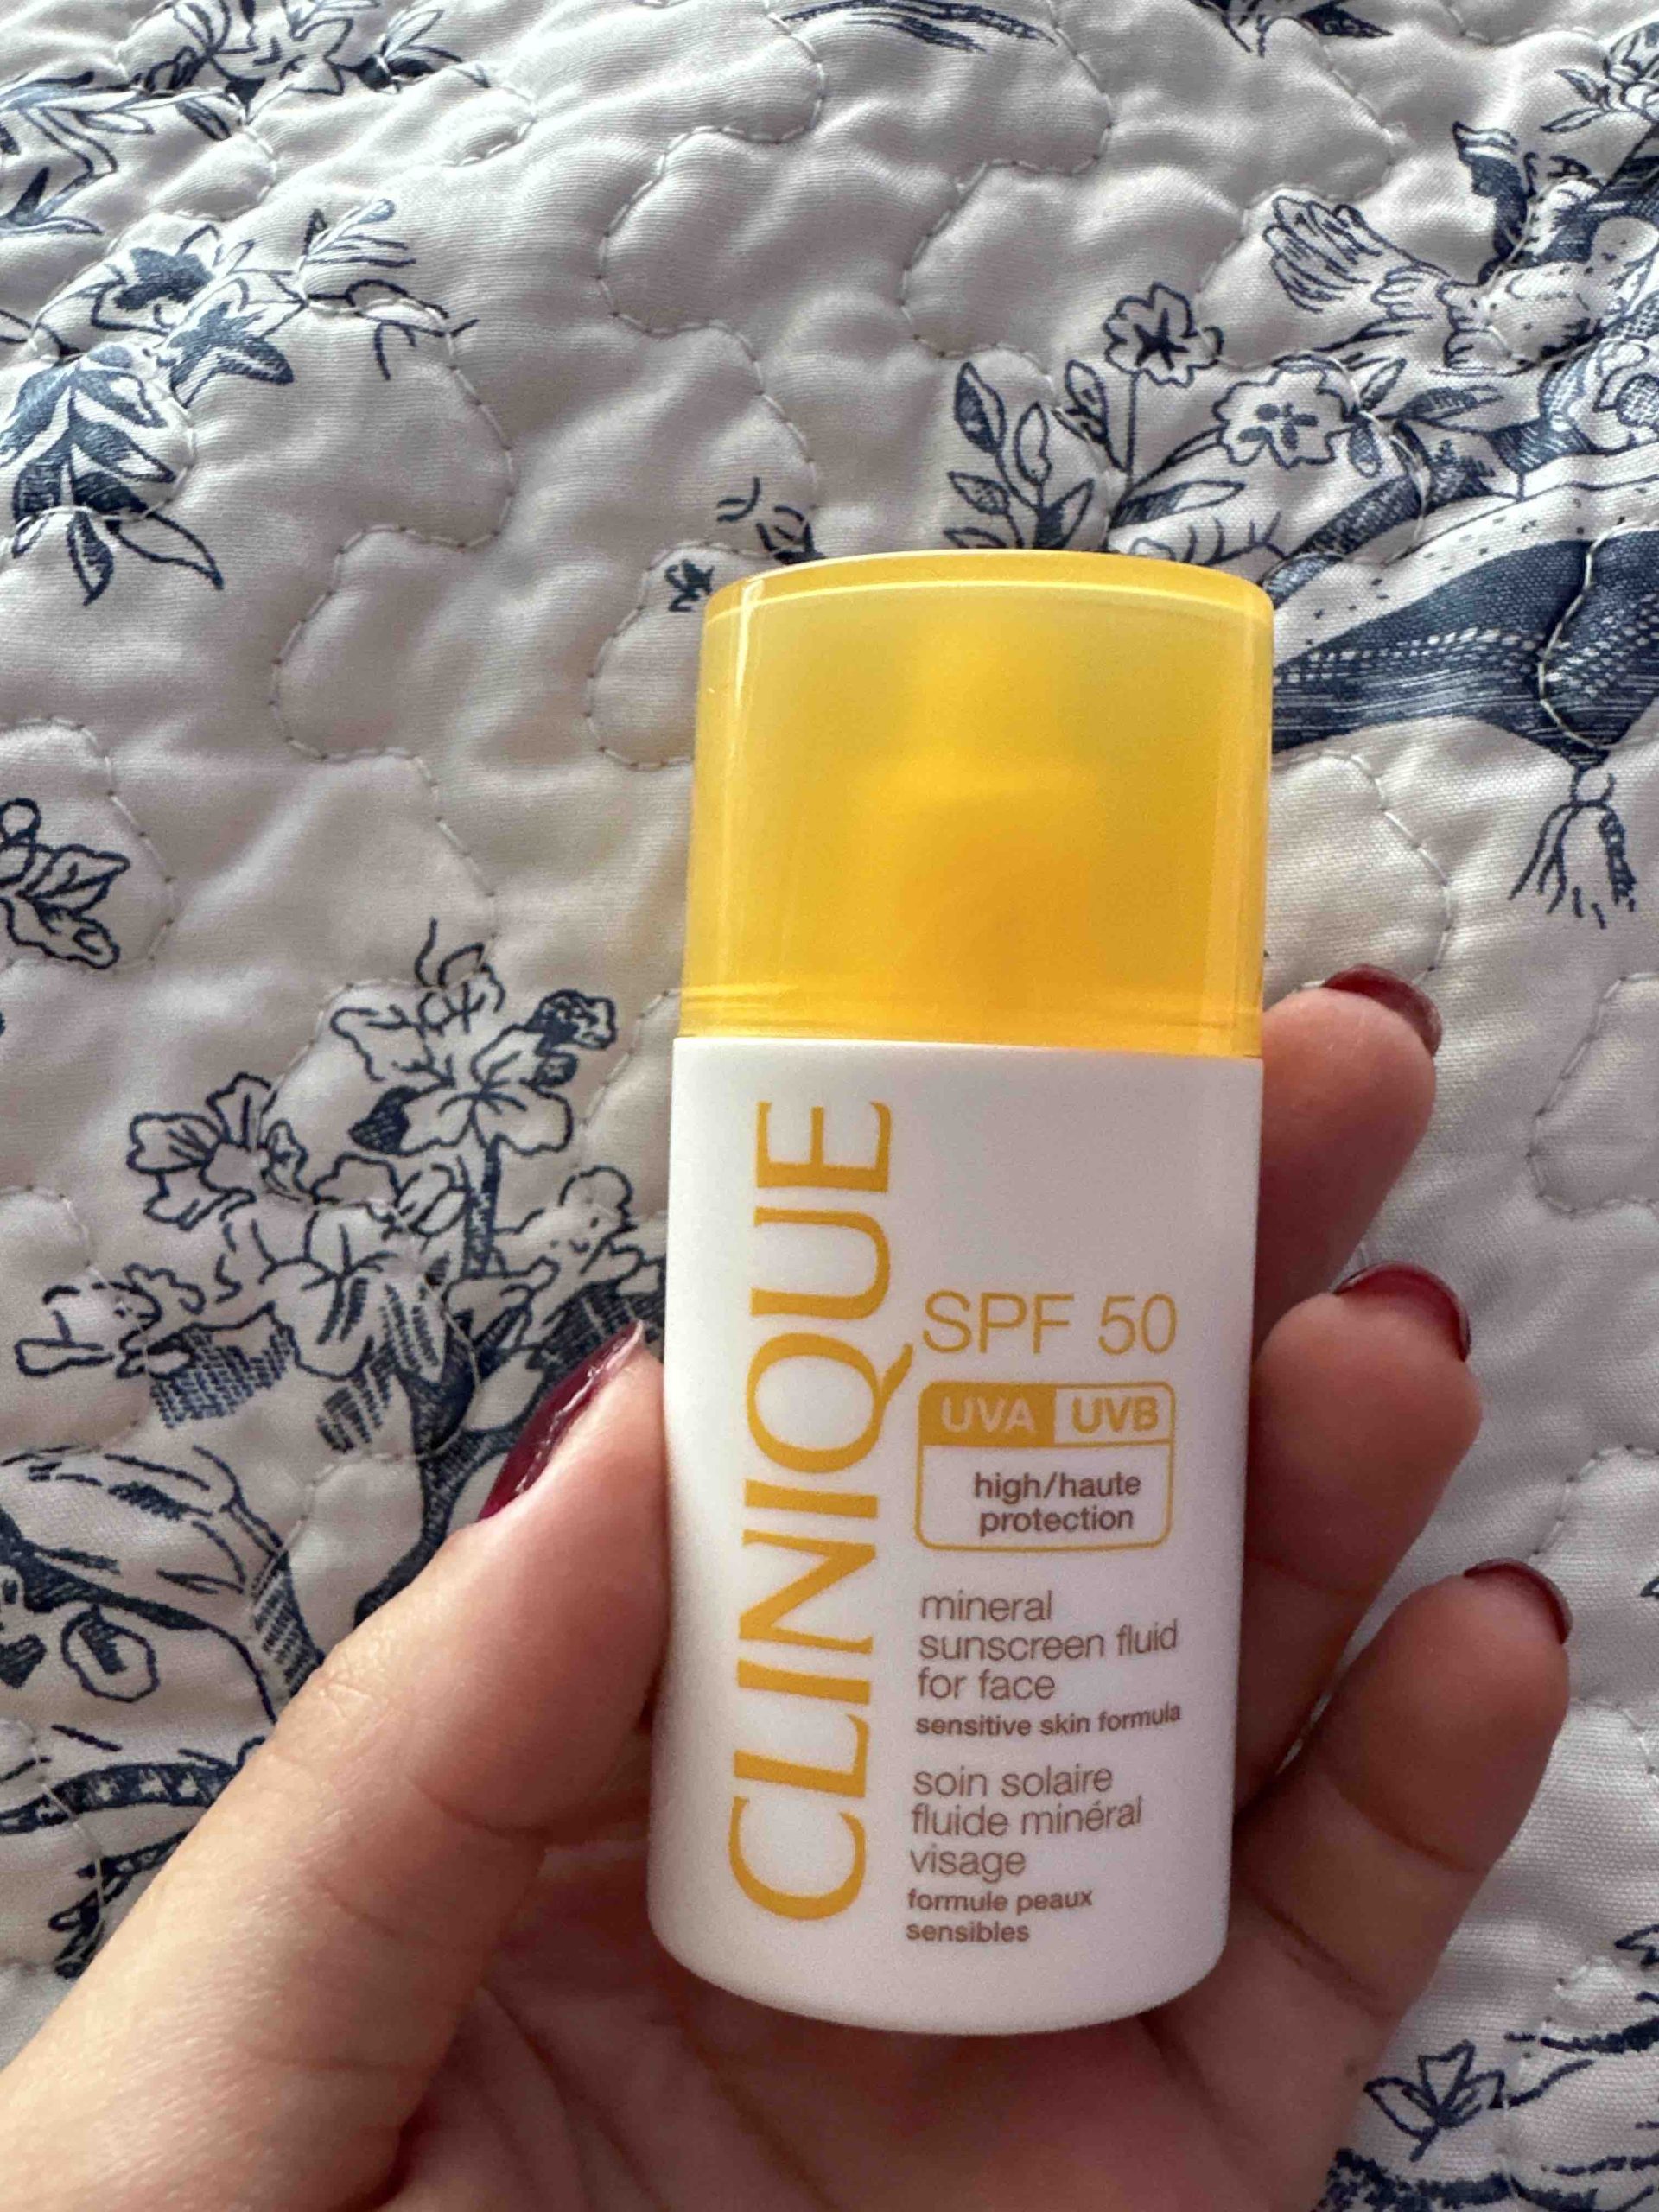 CLINIQUE
SPF 50
UVA UVB
high/haute
protection
mineral
sunscreen fluid
for face
sensitive skin formula
soin solaire
fluide minéral
visage
formule peaux
sensibles